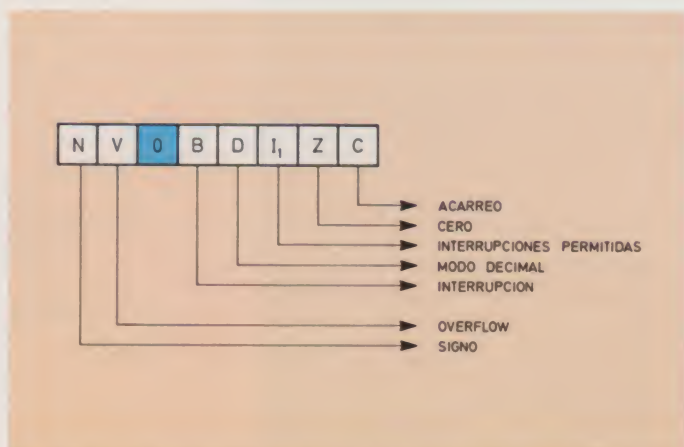 N V 0 B D I₁ Z C
ACARREO
CERO
INTERRUPCIONES PERMITIDAS
MODO DECIMAL
INTERRUPCION
OVERFLOW
SIGNO